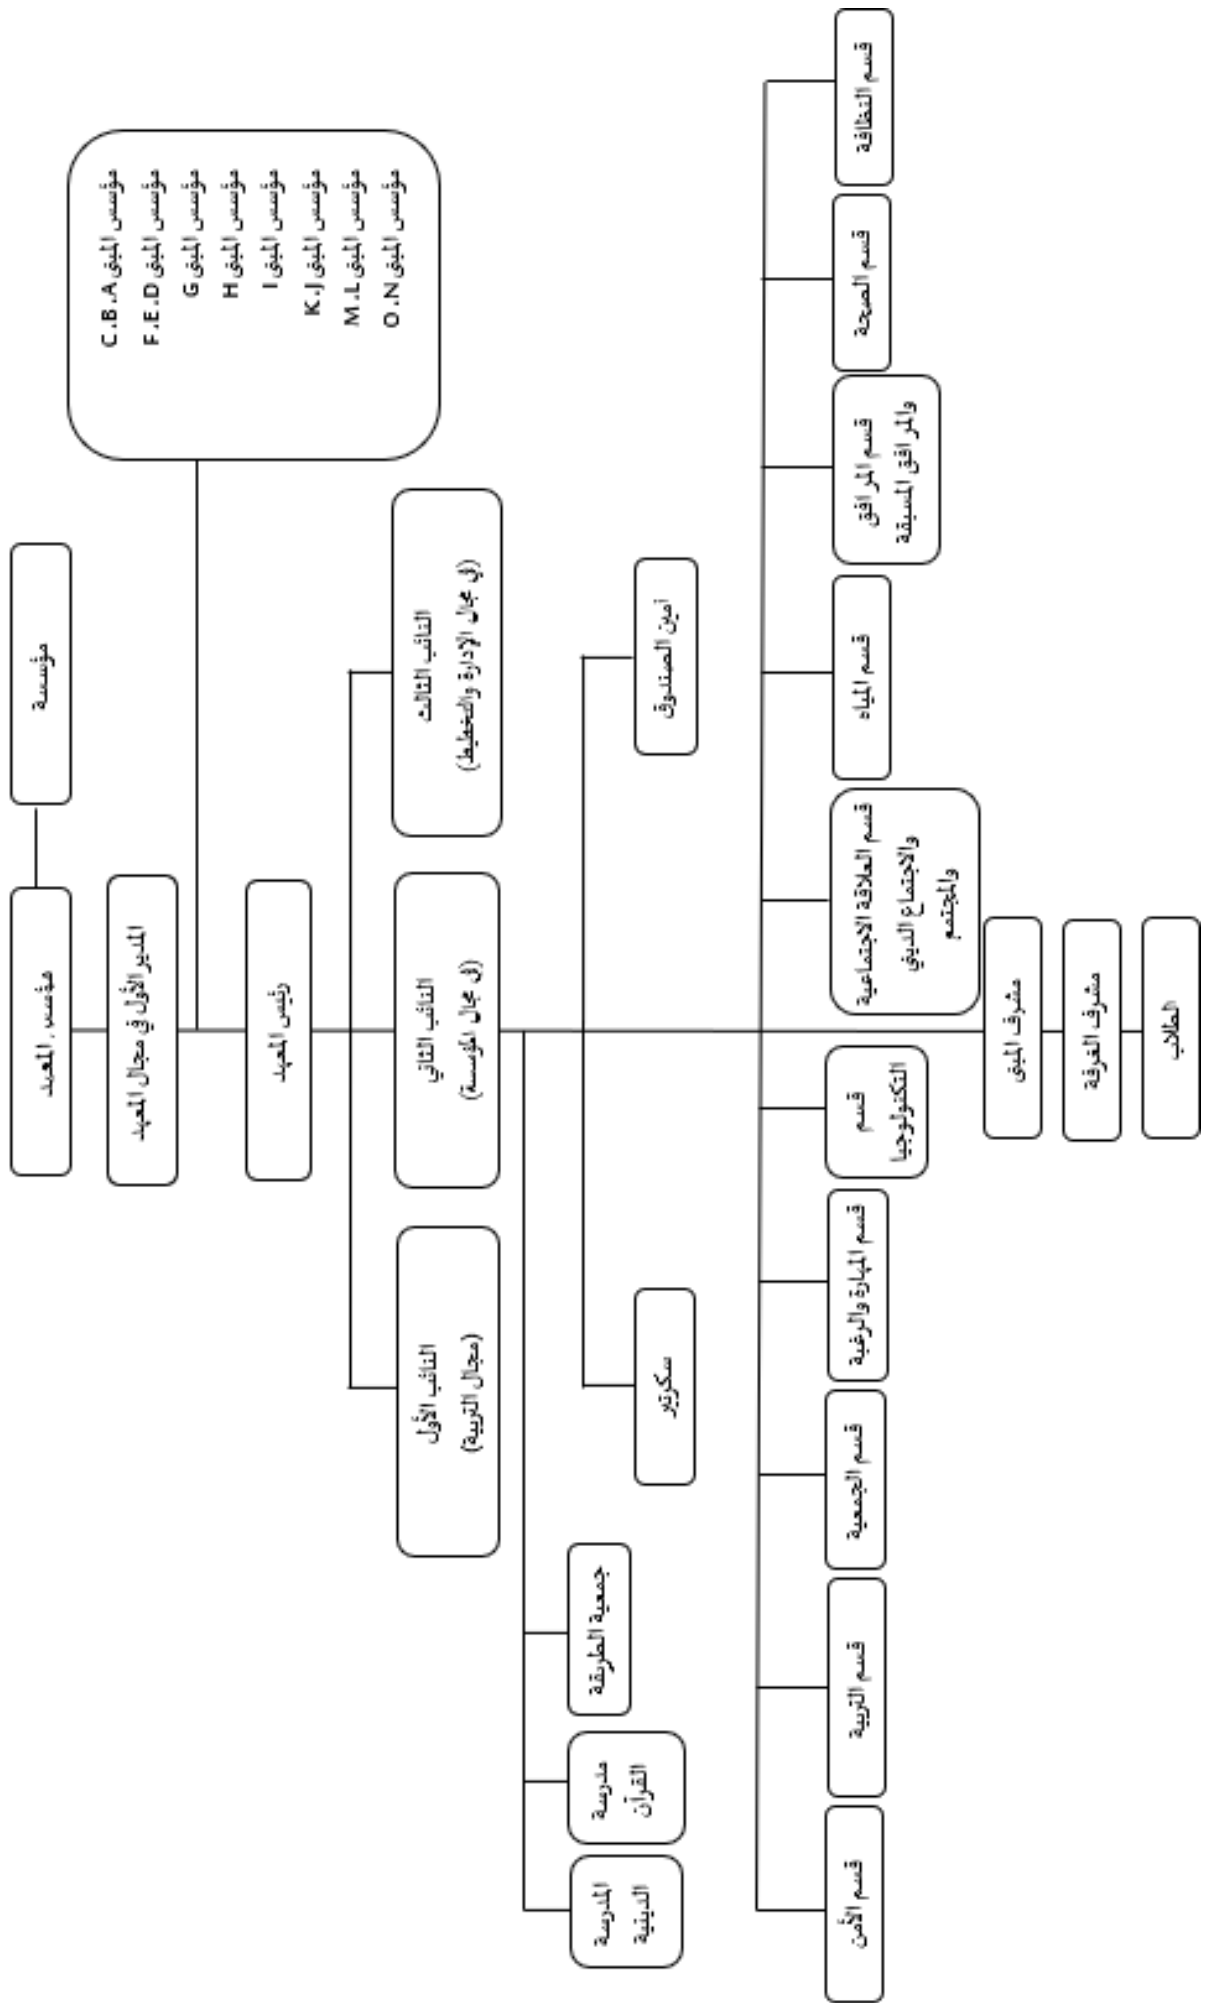 مؤسس . المعهد
مؤسسة
المدير الأول في مجال المعهد
مؤسس المبنى C.B.A
مؤسس المبنى F.E.D
مؤسس المبنى G
مؤسس المبنى H
مؤسس المبنى I
مؤسس المبنى K.J
مؤسس المبنى M.L
مؤسس المبنى O.N
رئيس المعهد
النائب الأول
(مجال التربية)
النائب الثاني
(في مجال المؤسسة)
النائب الثالث
(في مجال الإدارة والتخطيط)
المدرسة
الدينية
مدرسة
القرآن
جمعية الطريقة
سكرتير
أمين الصندوق
قسم الأمن
قسم التربية
قسم الجمعية
قسم المهارة والرغبة
قسم
التكنولوجيا
قسم العلاقة الاجتماعية
والاجتماع الديني
والمجتمع
قسم المياه
قسم المرافق
والمرافق المسبقة
قسم الصحة
قسم النظافة
مشرف المبنى
مشرف الغرفة
الطلاب